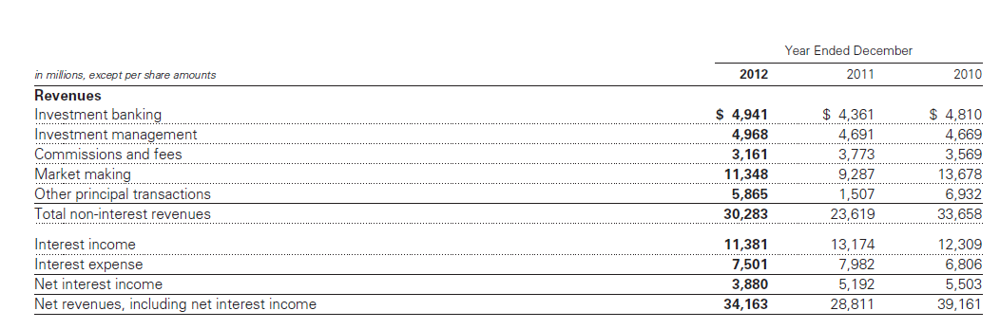 Year Ended December
in millions, except per share amounts 2012 2011 2010
Revenues
Investment banking $ 4,941 $ 4,361 $ 4,810
Investment management 4,968 4,691 4,669
Commissions and fees 3,161 3,773 3,569
Market making 11,348 9,287 13,678
Other principal transactions 5,865 1,507 6,932
Total non-interest revenues 30,283 23,619 33,658
Interest income 11,381 13,174 12,309
Interest expense 7,501 7,982 6,806
Net interest income 3,880 5,192 5,503
Net revenues, including net interest income 34,163 28,811 39,161